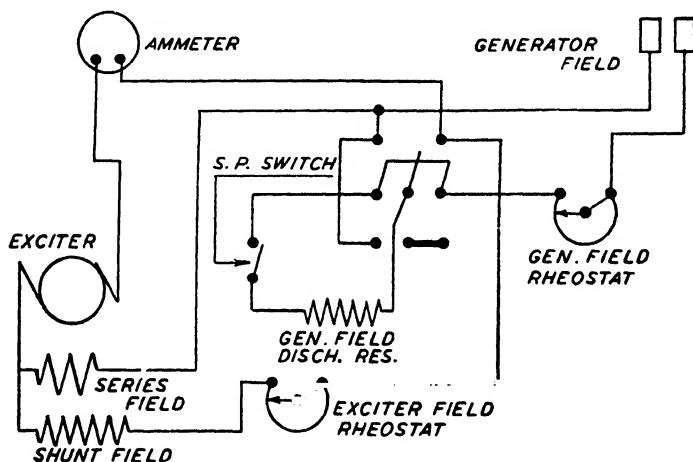 AMMETER
GENERATOR
FIELD
S. P. SWITCH
EXCITER
GEN. FIELD
RHEOSTAT
GEN. FIELD
DISCH. RES.
SERIES
FIELD
EXCITER FIELD
RHEOSTAT
SHUNT FIELD